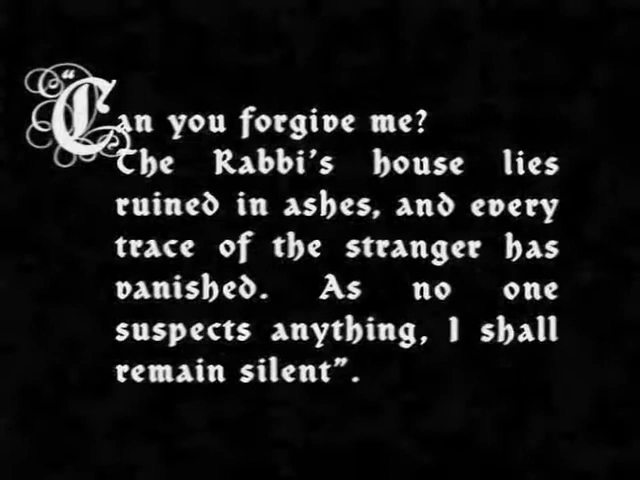 "Can you forgive me?
The Rabbi's house lies
ruined in ashes, and every
trace of the stranger has
vanished. As no one
suspects anything, I shall
remain silent".